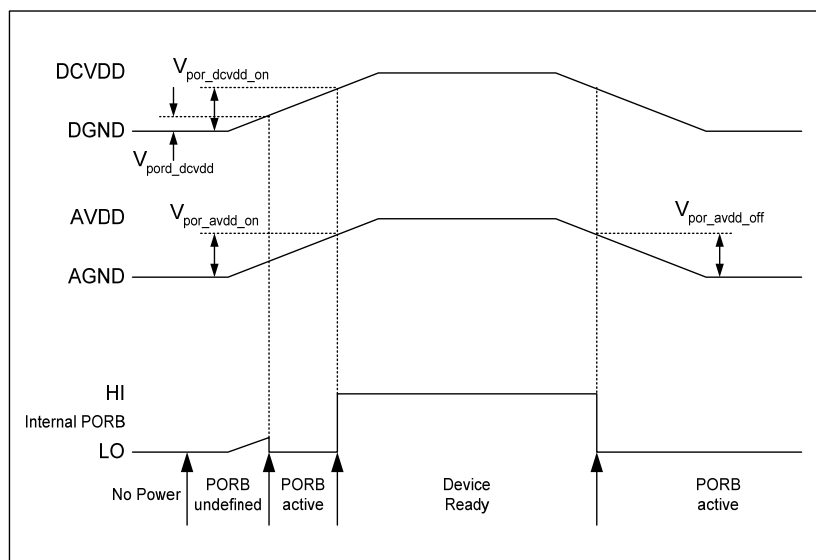 DCVDD
V_por_dcvdd_on
DGND
V_pord_dcvdd
AVDD
V_por_avdd_on
V_por_avdd_off
AGND
HI
Internal PORB
LO
No Power
PORB
undefined
PORB
active
Device
Ready
PORB
active